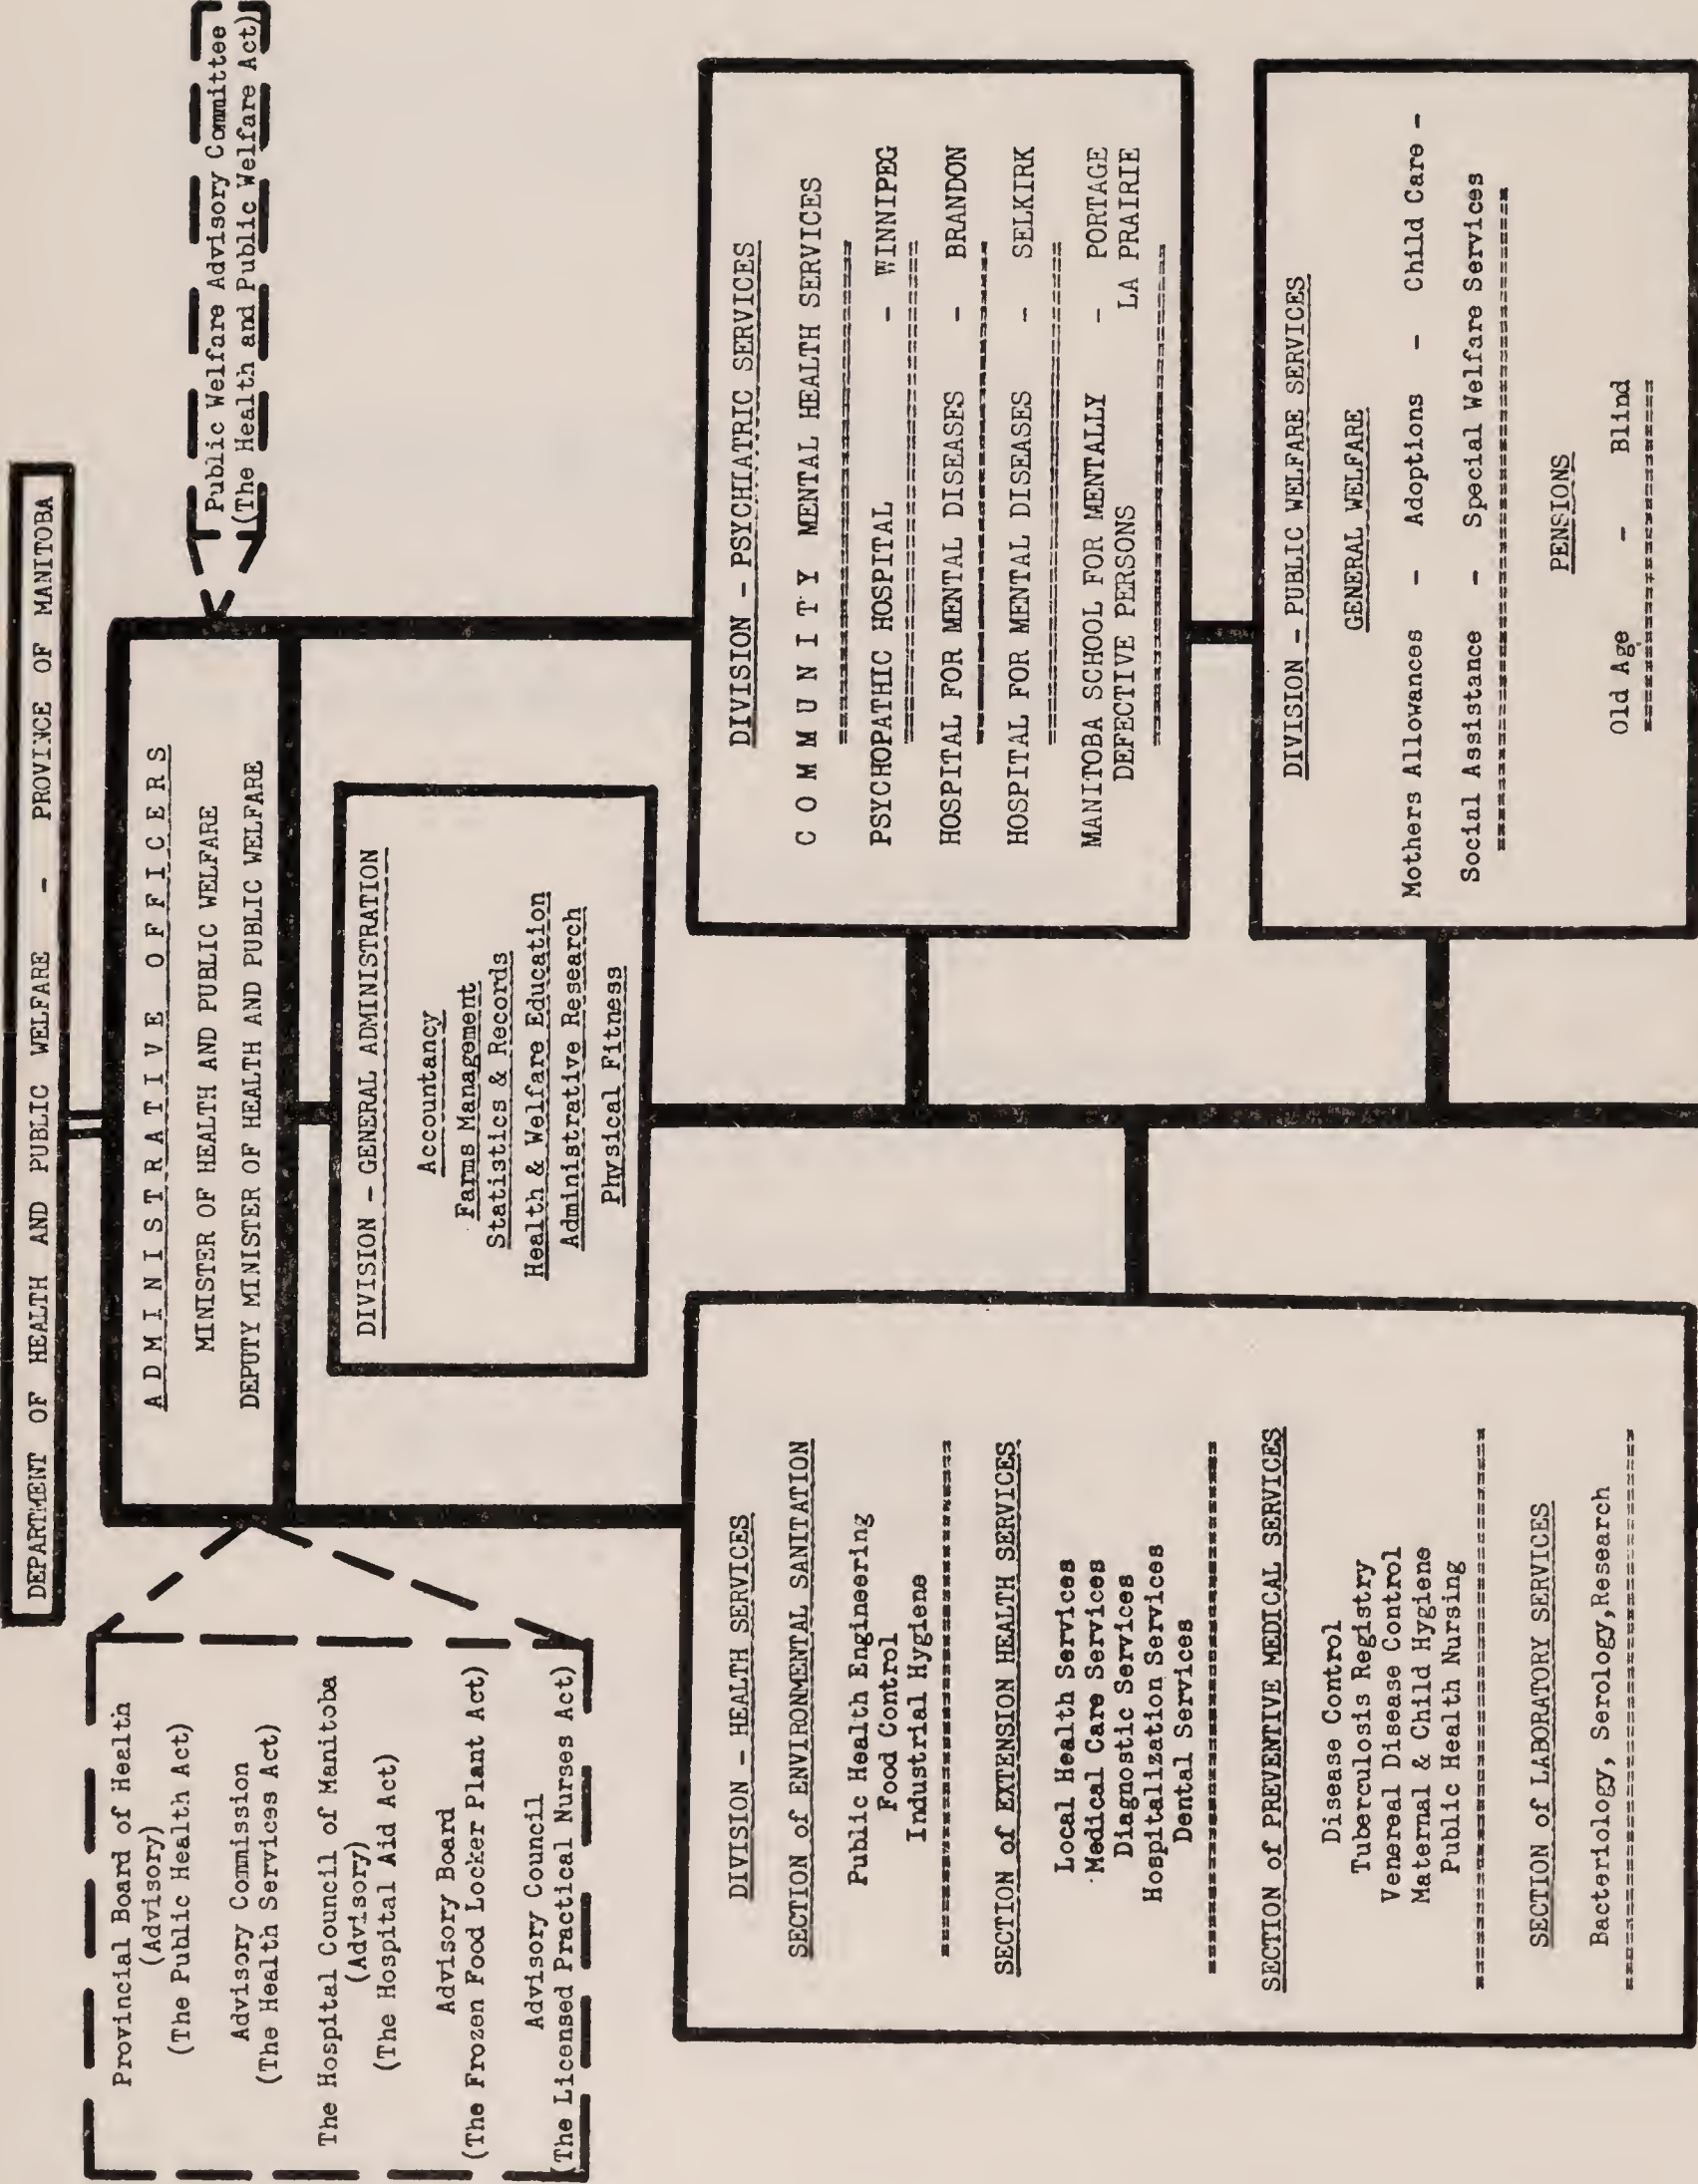 DEPARTMENT OF HEALTH AND PUBLIC WELFARE - PROVINCE OF MANITOBA
Provincial Board of Health
(Advisory)
(The Public Health Act)
Advisory Commission
(The Health Services Act)
The Hospital Council of Manitoba
(Advisory)
(The Hospital Aid Act)
Advisory Board
(The Frozen Food Locker Plant Act)
Advisory Council
(The Licensed Practical Nurses Act)
ADMINISTRATIVE OFFICERS
MINISTER OF HEALTH AND PUBLIC WELFARE
DEPUTY MINISTER OF HEALTH AND PUBLIC WELFARE
Public Welfare Advisory Committee
(The Health and Public Welfare Act)
DIVISION - GENERAL ADMINISTRATION
Accountancy
Farms Management
Statistics & Records
Health & Welfare Education
Administrative Research
Physical Fitness
DIVISION - HEALTH SERVICES
SECTION of ENVIRONMENTAL SANITATION
Public Health Engineering
Food Control
Industrial Hygiene
SECTION of EXTENSION HEALTH SERVICES
Local Health Services
Medical Care Services
Diagnostic Services
Hospitalization Services
Dental Services
SECTION of PREVENTIVE MEDICAL SERVICES
Disease Control
Tuberculosis Registry
Venereal Disease Control
Maternal & Child Hygiene
Public Health Nursing
SECTION of LABORATORY SERVICES
Bacteriology, Serology,Research
DIVISION - PSYCHIATRIC SERVICES
COMMUNITY MENTAL HEALTH SERVICES
PSYCHOPATHIC HOSPITAL - WINNIPEG
HOSPITAL FOR MENTAL DISEASES - BRANDON
HOSPITAL FOR MENTAL DISEASES - SELKIRK
MANITOBA SCHOOL FOR MENTALLY - PORTAGE
DEFECTIVE PERSONS LA PRAIRIE
DIVISION - PUBLIC WELFARE SERVICES
GENERAL WELFARE
Mothers Allowances - Adoptions - Child Care -
Social Assistance - Special Welfare Services
PENSIONS
Old Age - Blind